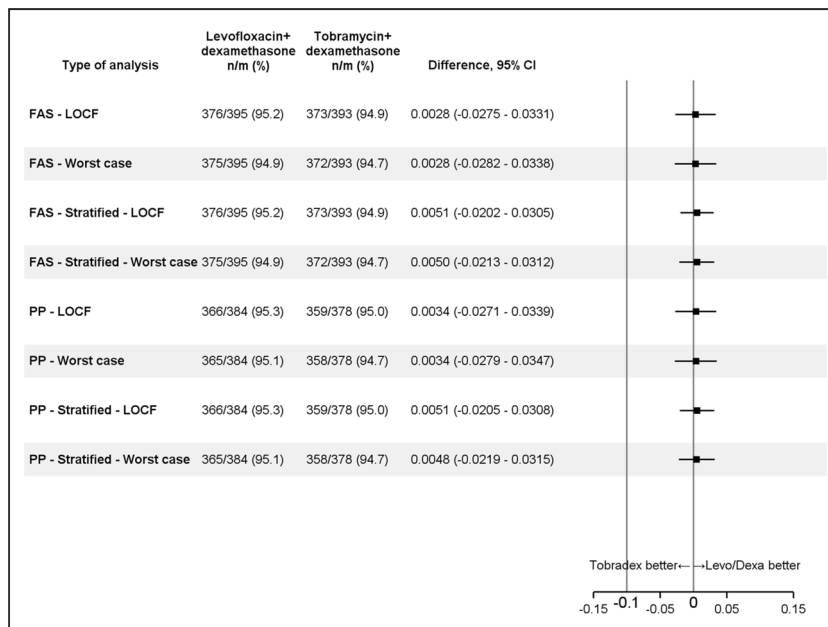 Type of analysis
Levofloxacin+
dexamethasone
n/m (%)
Tobramycin+
dexamethasone
n/m (%)
Difference, 95% CI
FAS - LOCF 376/395 (95.2) 373/393 (94.9) 0.0028 (-0.0275 - 0.0331)
FAS - Worst case 375/395 (94.9) 372/393 (94.7) 0.0028 (-0.0282 - 0.0338)
FAS - Stratified - LOCF 376/395 (95.2) 373/393 (94.9) 0.0051 (-0.0202 - 0.0305)
FAS - Stratified - Worst case 375/395 (94.9) 372/393 (94.7) 0.0050 (-0.0213 - 0.0312)
PP - LOCF 366/384 (95.3) 359/378 (95.0) 0.0034 (-0.0271 - 0.0339)
PP - Worst case 365/384 (95.1) 358/378 (94.7) 0.0034 (-0.0279 - 0.0347)
PP - Stratified - LOCF 366/384 (95.3) 359/378 (95.0) 0.0051 (-0.0205 - 0.0308)
PP - Stratified - Worst case 365/384 (95.1) 358/378 (94.7) 0.0048 (-0.0219 - 0.0315)
Tobradex better← →Levo/Dexa better
-0.15 -0.1 -0.05 0 0.05 0.15